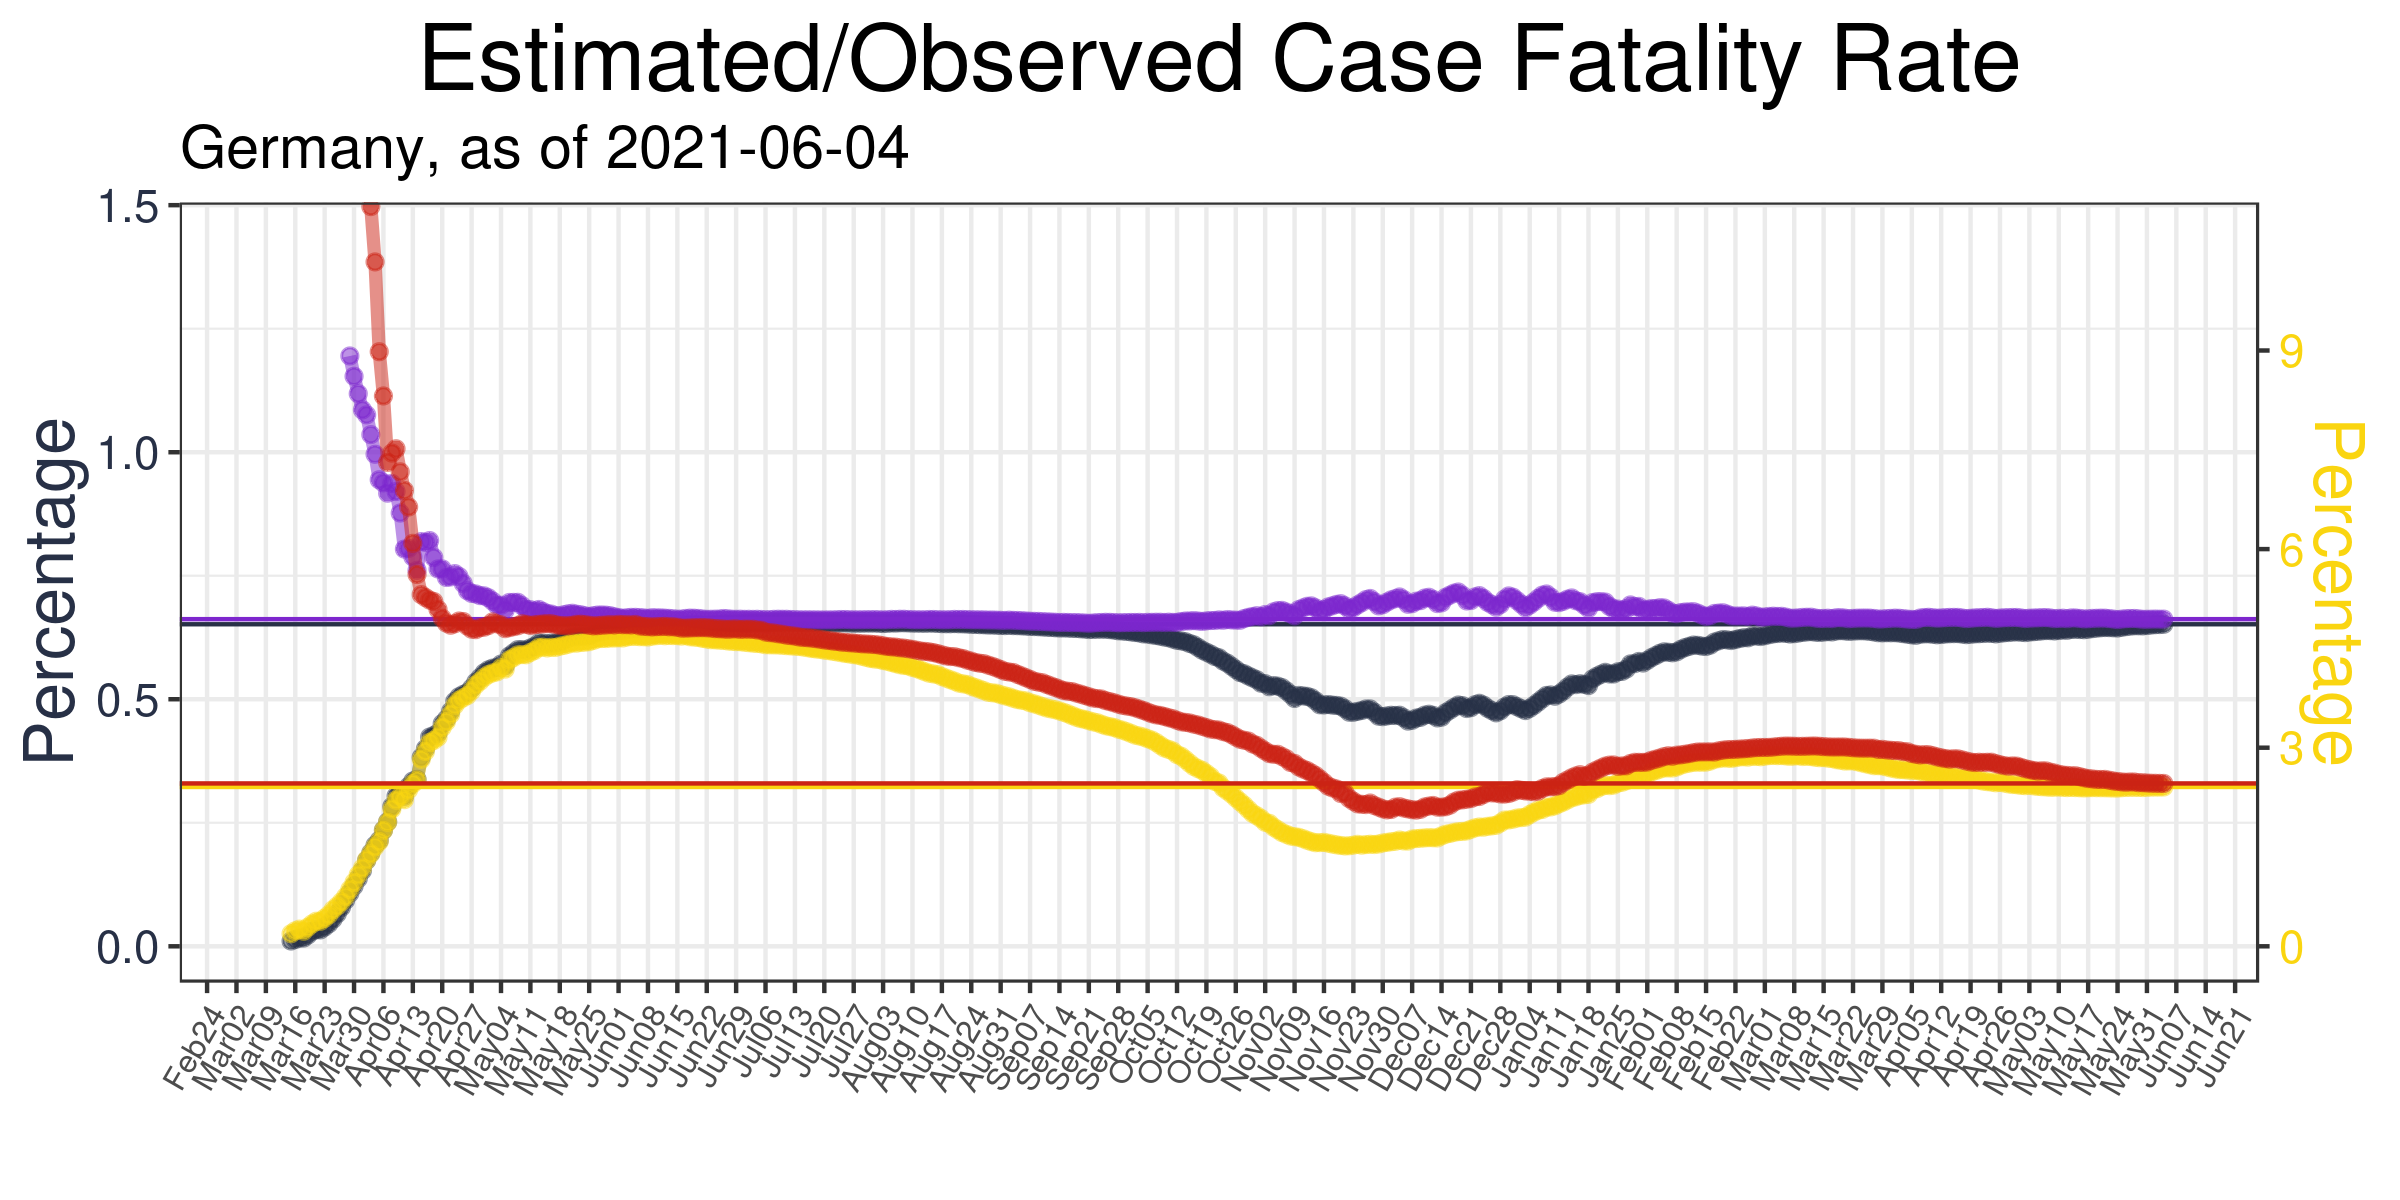 Estimated/Observed Case Fatality Rate
Germany, as of 2021-06-04
Percentage
1.5
1.0
0.5
0.0
9
6
3
0
Percentage
Feb24
Mar02
Mar09
Mar16
Mar23
Mar30
Apr06
Apr13
Apr20
Apr27
May04
May11
May18
May25
Jun01
Jun08
Jun15
Jun22
Jun29
Jul06
Jul13
Jul20
Jul27
Aug03
Aug10
Aug17
Aug24
Aug31
Sep07
Sep14
Sep21
Sep28
Oct05
Oct12
Oct19
Oct26
Nov02
Nov09
Nov16
Nov23
Nov30
Dec07
Dec14
Dec21
Dec28
Jan04
Jan11
Jan18
Jan25
Feb01
Feb08
Feb15
Feb22
Mar01
Mar08
Mar15
Mar22
Mar29
Apr05
Apr12
Apr19
Apr26
May03
May10
May17
May24
May31
Jun07
Jun14
Jun21